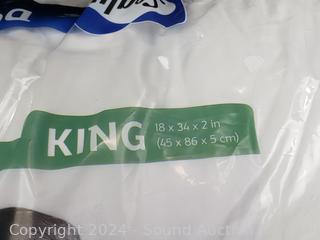 KING
18 x 34 x 2 in
(45 x 86 x 5 cm)
Copyright 2024 - Sound Auction